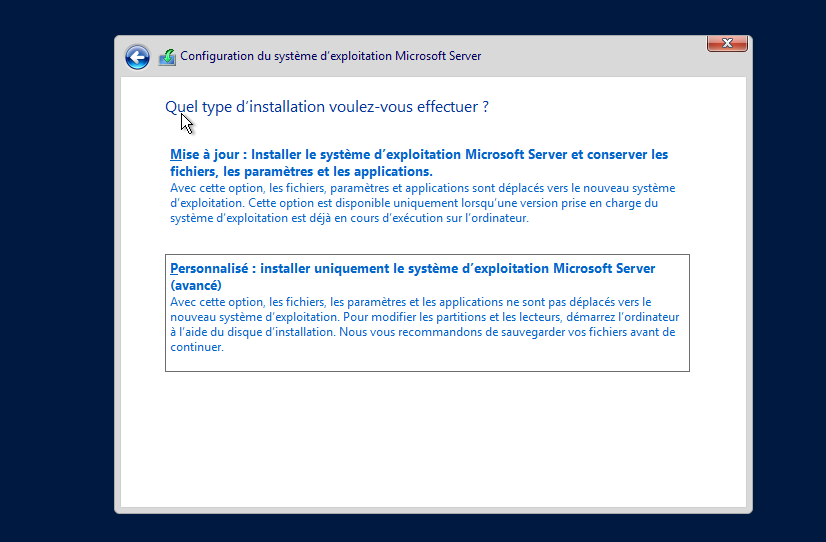 Configuration du système d'exploitation Microsoft Server
Quel type d'installation voulez-vous effectuer ?
Mise à jour : Installer le système d'exploitation Microsoft Server et conserver les
fichiers, les paramètres et les applications.
Avec cette option, les fichiers, paramètres et applications sont déplacés vers le nouveau système
d'exploitation. Cette option est disponible uniquement lorsqu'une version prise en charge du
système d'exploitation est déjà en cours d'exécution sur l'ordinateur.
Personnalisé : installer uniquement le système d'exploitation Microsoft Server
(avancé)
Avec cette option, les fichiers, les paramètres et les applications ne sont pas déplacés vers le
nouveau système d'exploitation. Pour modifier les partitions et les lecteurs, démarrez l'ordinateur
à l'aide du disque d'installation. Nous vous recommandons de sauvegarder vos fichiers avant de
continuer.